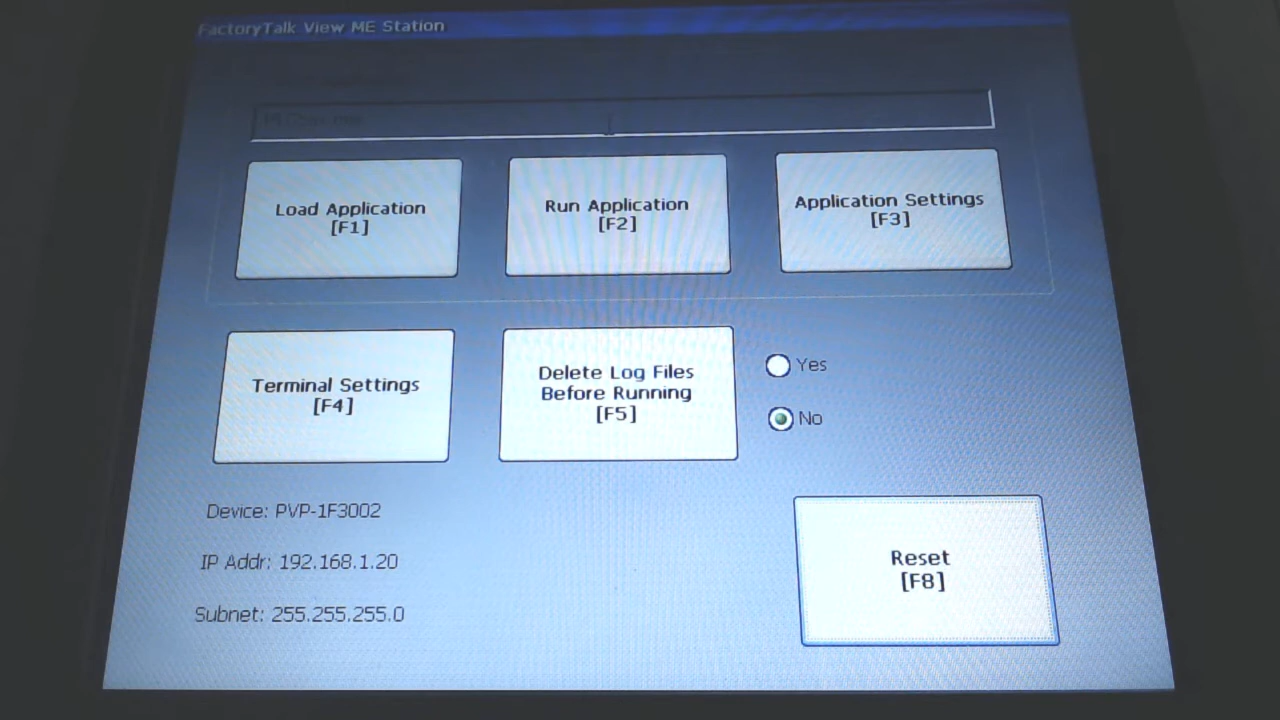 FactoryTalk View ME Station
Load Application
[F1]
Run Application
[F2]
Application Settings
[F3]
Terminal Settings
[F4]
Delete Log Files
Before Running
[F5]
Yes
No
Device: PVP-1F3002
IP Addr: 192.168.1.20
Subnet: 255.255.255.0
Reset
[F8]